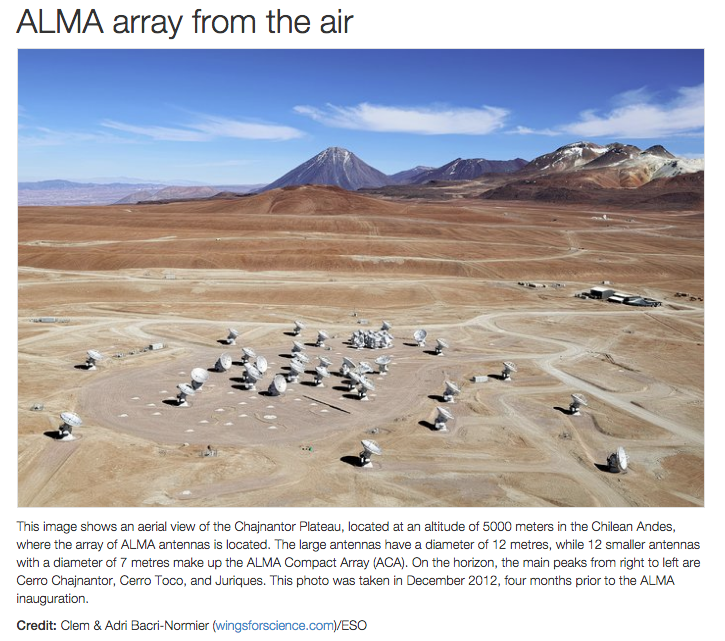 ALMA array from the air
This image shows an aerial view of the Chajnantor Plateau, located at an altitude of 5000 meters in the Chilean Andes,
where the array of ALMA antennas is located. The large antennas have a diameter of 12 metres, while 12 smaller antennas
with a diameter of 7 metres make up the ALMA Compact Array (ACA). On the horizon, the main peaks from right to left are
Cerro Chajnantor, Cerro Toco, and Juriques. This photo was taken in December 2012, four months prior to the ALMA
inauguration.
Credit: Clem & Adri Bacri-Normier (wingsforscience.com)/ESO